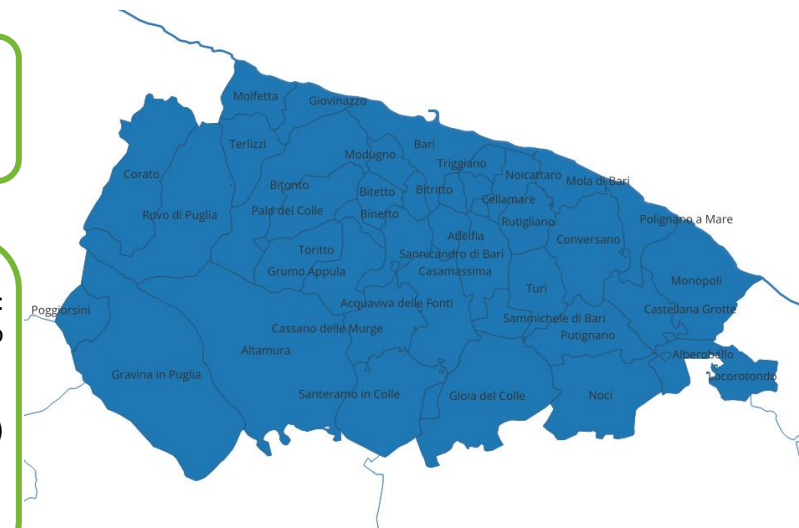 Molfetta
Giovinazzo
Terlizzi
Bari
Modugno
Triggiano
Corato
Noicattaro
Mola di Bari
Bitonto
Bitetto
Bitritto
Cellamare
Ruvo di Puglia
Palo del Colle
Binetto
Rutigliano
Polignano a Mare
Adelfia
Conversano
Toritto
Sannicandro di Bari
Grumo Appula
Casamassima
Monopoli
Turi
Poggiorsini
Acquaviva delle Fonti
Castellana Grotte
Sammichele di Bari
Cassano delle Murge
Putignano
Altamura
Alberobello
Gravina in Puglia
Locorotondo
Santeramo in Colle
Gioia del Colle
Noci